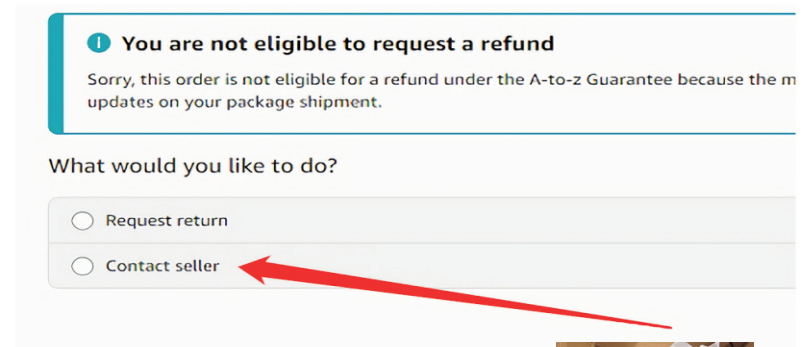 You are not eligible to request a refund
Sorry, this order is not eligible for a refund under the A-to-z Guarantee because the
updates on your package shipment.
What would you like to do?
Request return
Contact seller